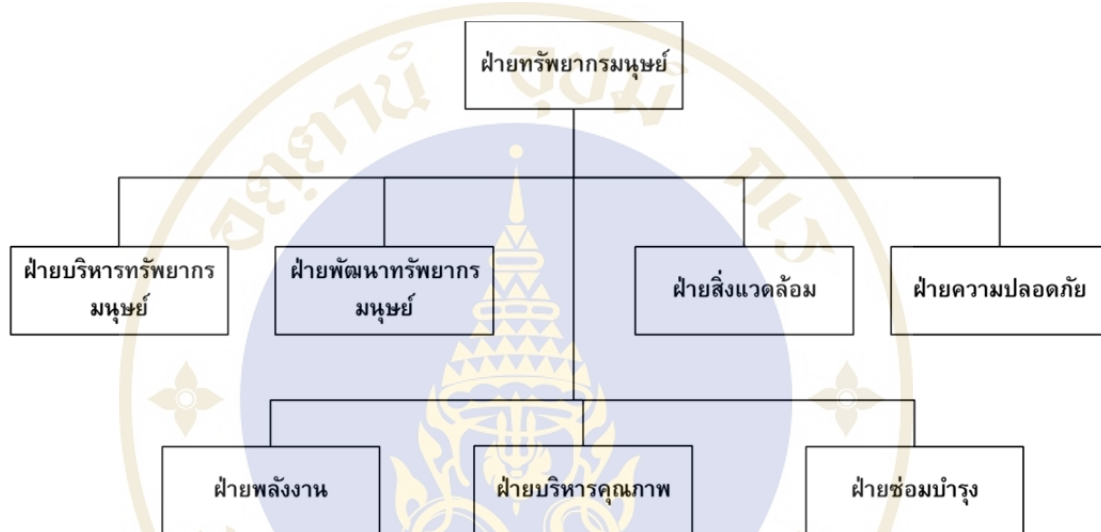 ฝ่ายทรัพยากรมนุษย์
ฝ่ายบริหารทรัพยากร
มนุษย์
ฝ่ายพัฒนาทรัพยากร
มนุษย์
ฝ่ายสิ่งแวดล้อม
ฝ่ายความปลอดภัย
ฝ่ายพลังงาน
ฝ่ายบริหารคุณภาพ
ฝ่ายซ่อมบำรุง